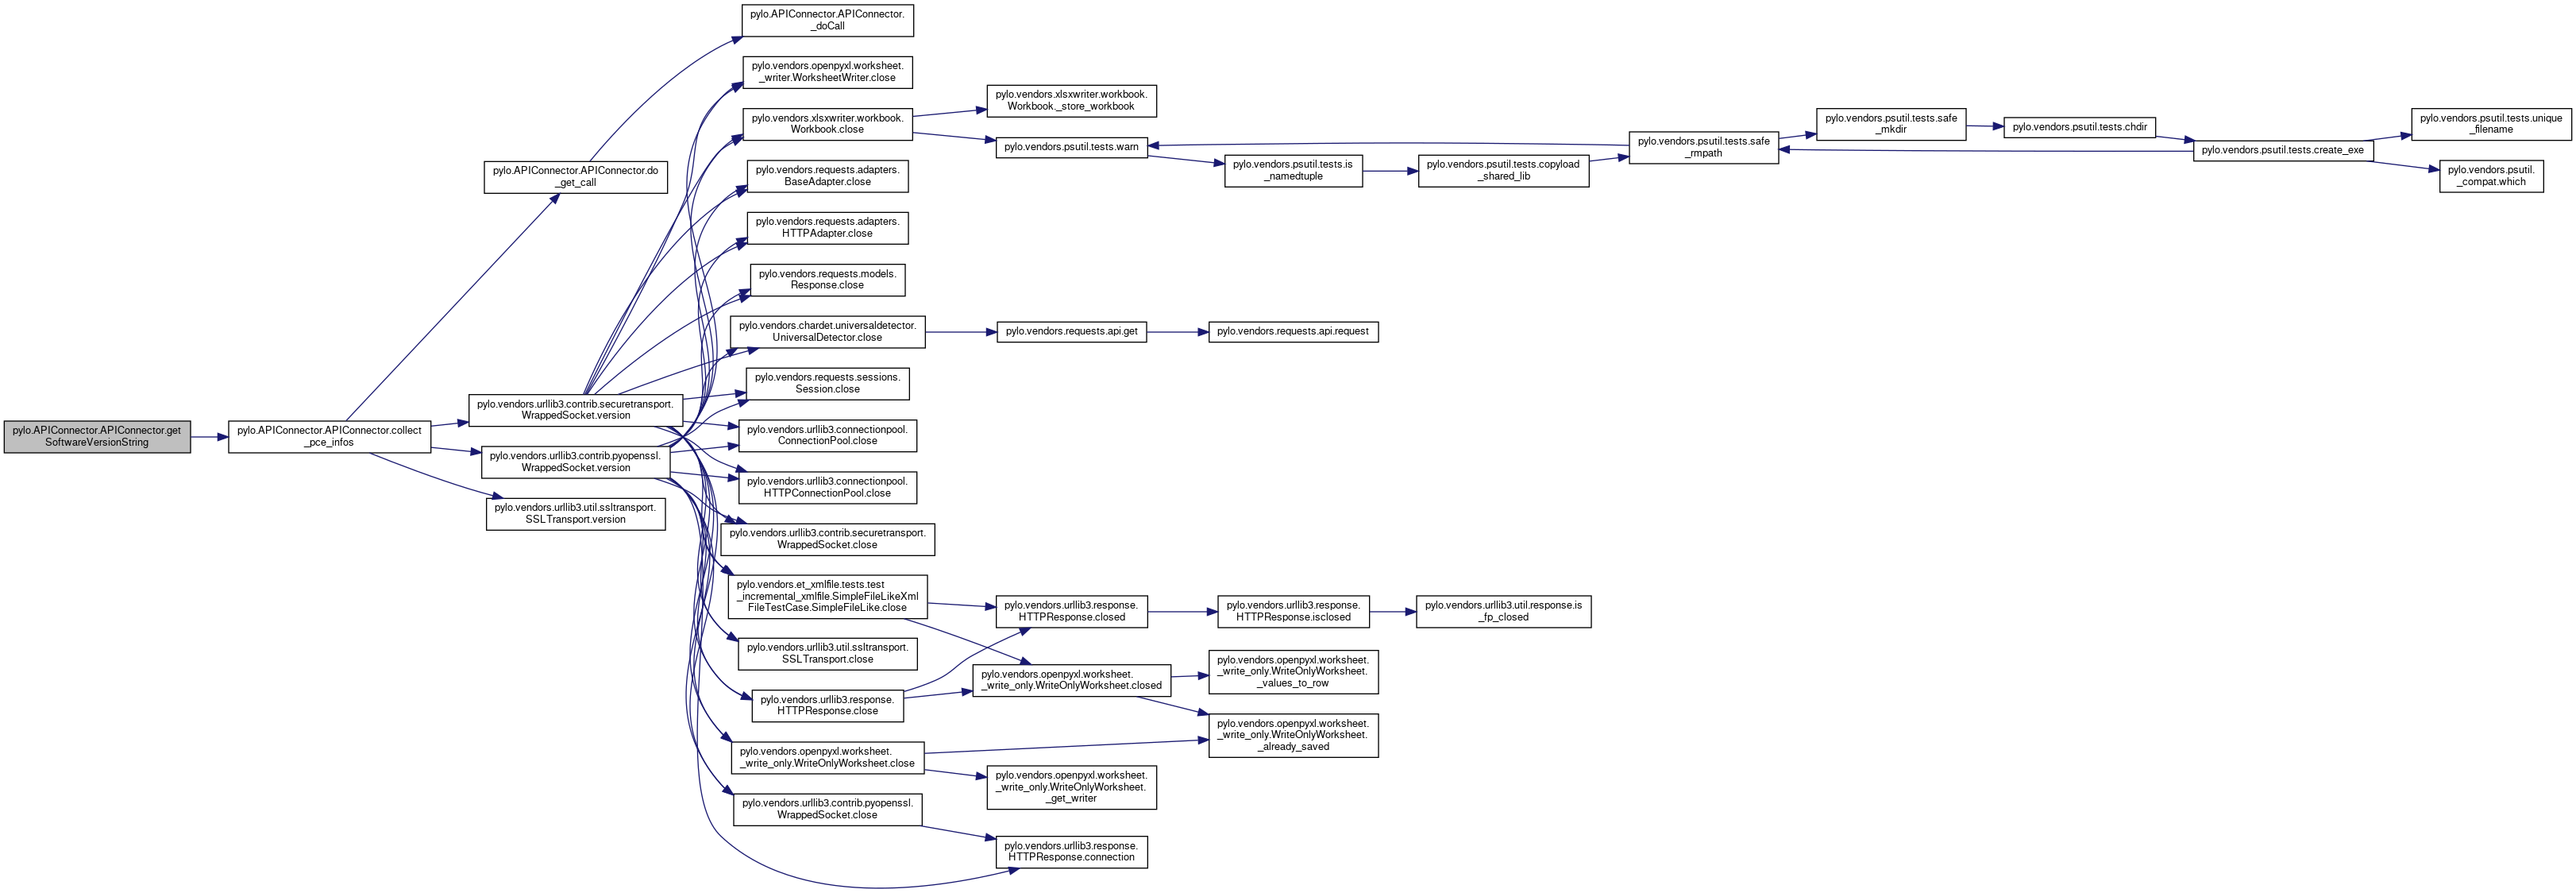 pylo.APIConnector.APIConnector.get
SoftwareVersionString
pylo.APIConnector.APIConnector.collect
_pce_infos
pylo.APIConnector.APIConnector.do
_get_call
pylo.vendors.urllib3.contrib.securetransport.
WrappedSocket.version
pylo.vendors.urllib3.contrib.pyopenssl.
WrappedSocket.version
pylo.vendors.urllib3.util.ssltransport.
SSLTransport.version
pylo.APIConnector.APIConnector.
_doCall
pylo.vendors.openpyxl.worksheet.
_writer.WorksheetWriter.close
pylo.vendors.xlsxwriter.workbook.
Workbook.close
pylo.vendors.requests.adapters.
BaseAdapter.close
pylo.vendors.requests.adapters.
HTTPAdapter.close
pylo.vendors.requests.models.
Response.close
pylo.vendors.chardet.universaldetector.
UniversalDetector.close
pylo.vendors.requests.sessions.
Session.close
pylo.vendors.urllib3.connectionpool.
ConnectionPool.close
pylo.vendors.urllib3.connectionpool.
HTTPConnectionPool.close
pylo.vendors.urllib3.contrib.securetransport.
WrappedSocket.close
pylo.vendors.et_xmlfile.tests.test
_incremental_xmlfile.SimpleFileLikeXml
FileTestCase.SimpleFileLike.close
pylo.vendors.urllib3.util.ssltransport.
SSLTransport.close
pylo.vendors.urllib3.response.
HTTPResponse.close
pylo.vendors.openpyxl.worksheet.
_write_only.WriteOnlyWorksheet.close
pylo.vendors.urllib3.contrib.pyopenssl.
WrappedSocket.close
pylo.vendors.xlsxwriter.workbook.
Workbook._store_workbook
pylo.vendors.psutil.tests.warn
pylo.vendors.requests.api.get
pylo.vendors.urllib3.response.
HTTPResponse.closed
pylo.vendors.openpyxl.worksheet.
_write_only.WriteOnlyWorksheet.closed
pylo.vendors.openpyxl.worksheet.
_write_only.WriteOnlyWorksheet.
_get_writer
pylo.vendors.urllib3.response.
HTTPResponse.connection
pylo.vendors.psutil.tests.is
_namedtuple
pylo.vendors.requests.api.request
pylo.vendors.urllib3.response.
HTTPResponse.isclosed
pylo.vendors.openpyxl.worksheet.
_write_only.WriteOnlyWorksheet.
_values_to_row
pylo.vendors.openpyxl.worksheet.
_write_only.WriteOnlyWorksheet.
_already_saved
pylo.vendors.psutil.tests.copyload
_shared_lib
pylo.vendors.urllib3.util.response.is
_fp_closed
pylo.vendors.psutil.tests.safe
_rmpath
pylo.vendors.psutil.tests.safe
_mkdir
pylo.vendors.psutil.tests.chdir
pylo.vendors.psutil.tests.create_exe
pylo.vendors.psutil.tests.unique
_filename
pylo.vendors.psutil.
_compat.which